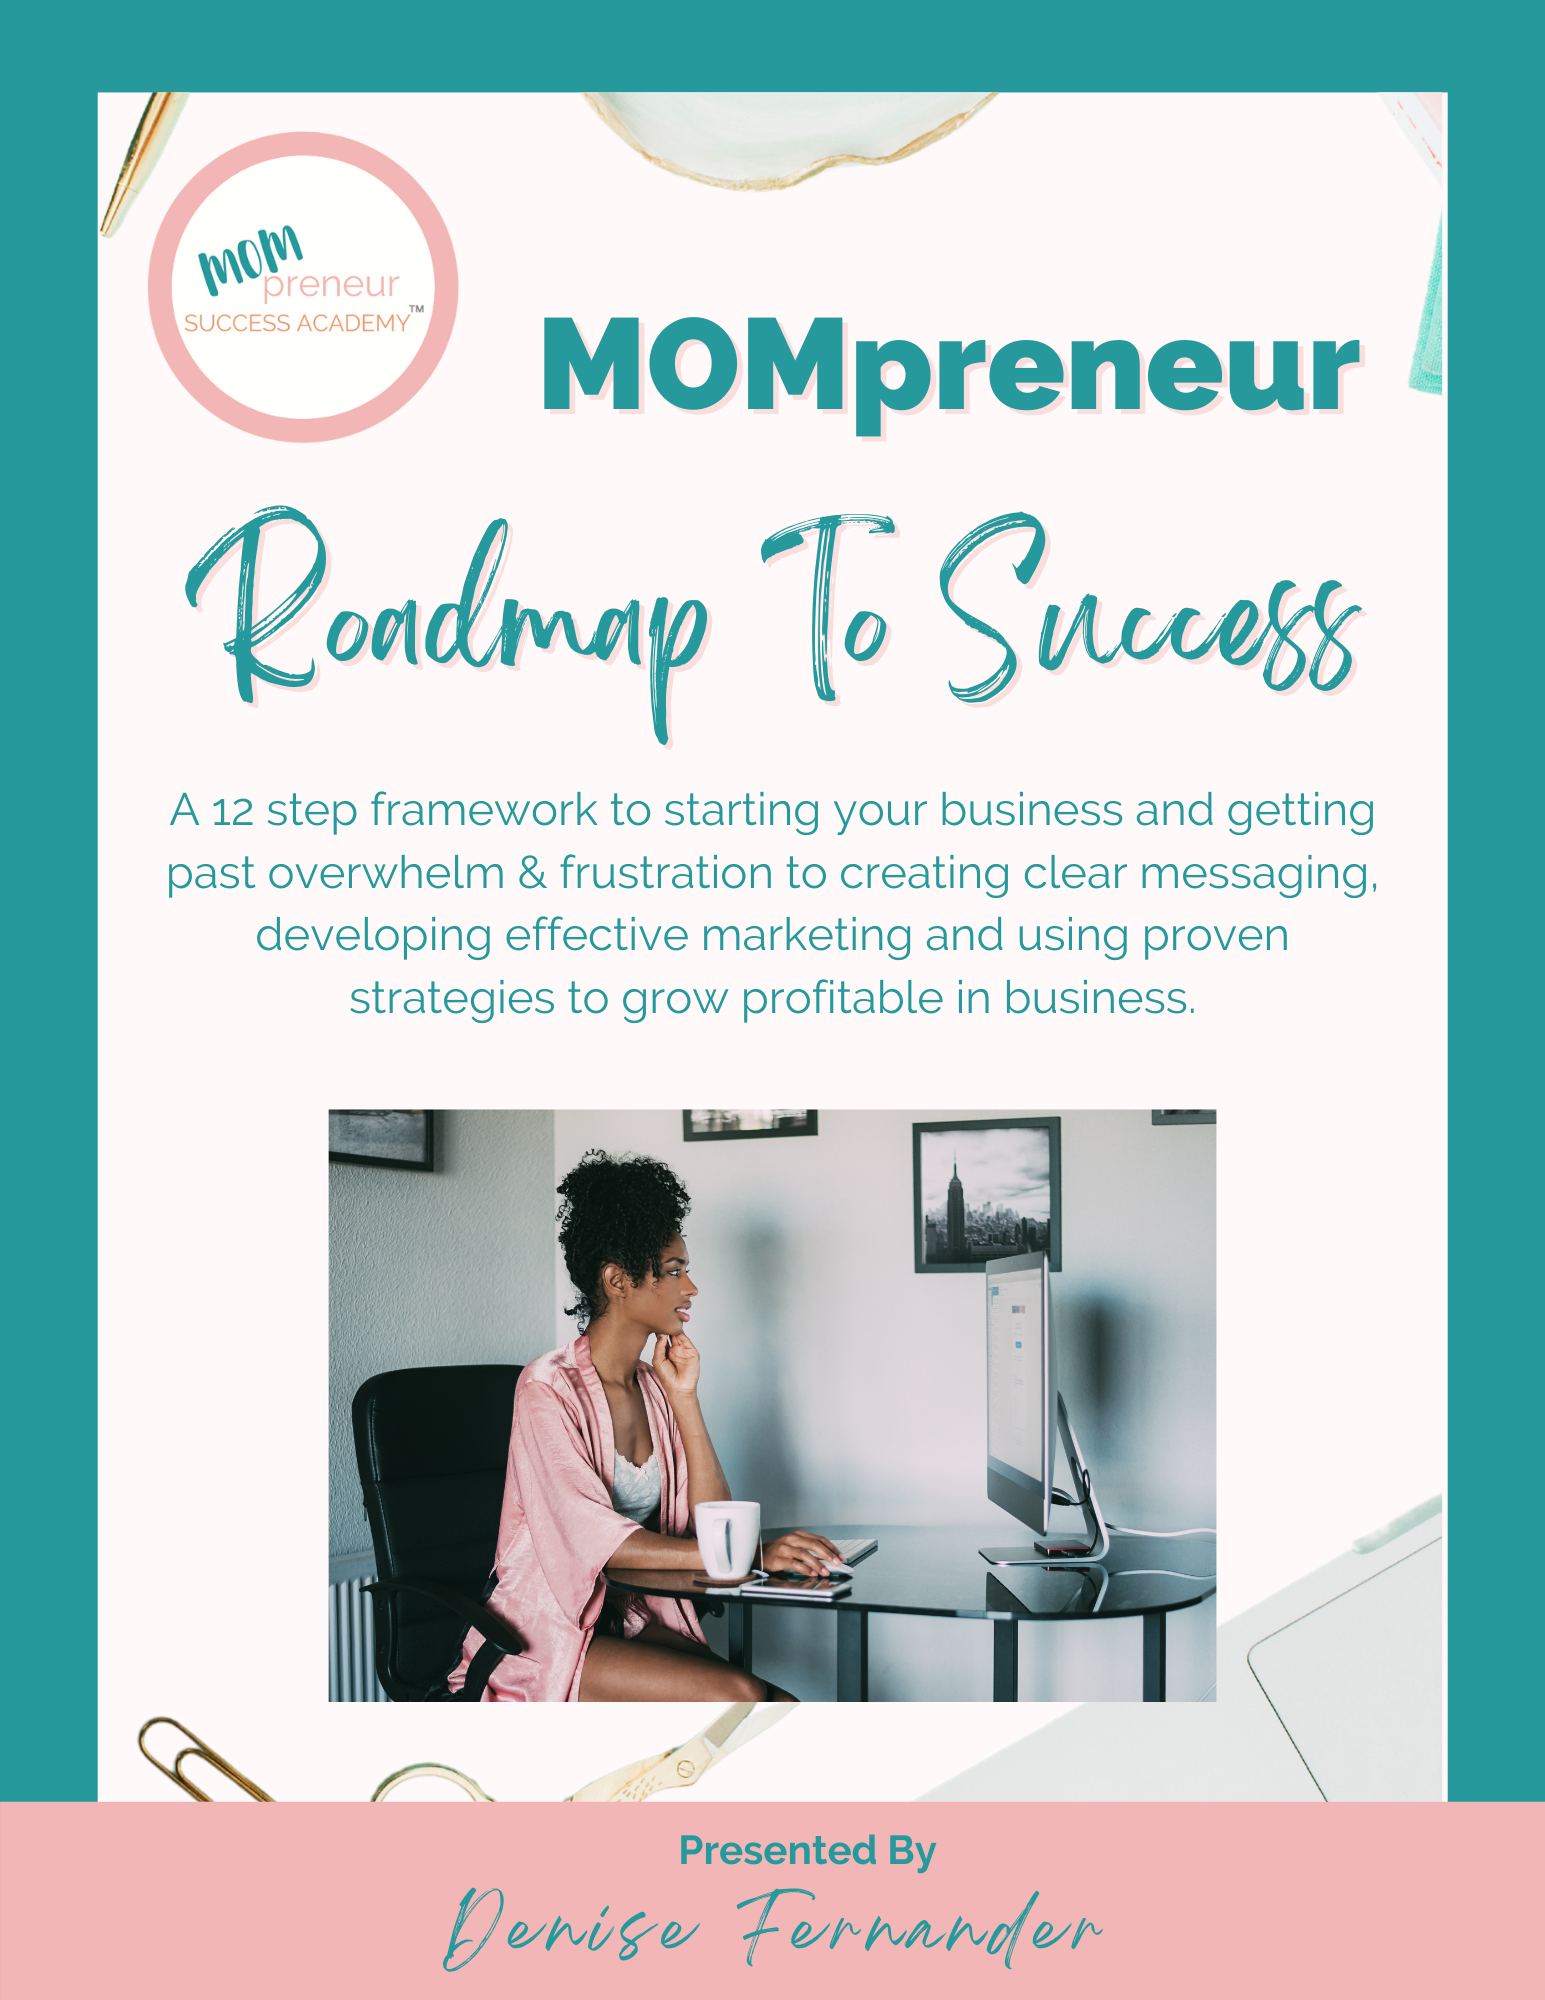 mom
preneur
SUCCESS ACADEMY™
MOMpreneur
Roadmap To Success
A 12 step framework to starting your business and getting
past overwhelm & frustration to creating clear messaging,
developing effective marketing and using proven
strategies to grow profitable in business.
Presented By
Denise Fernander